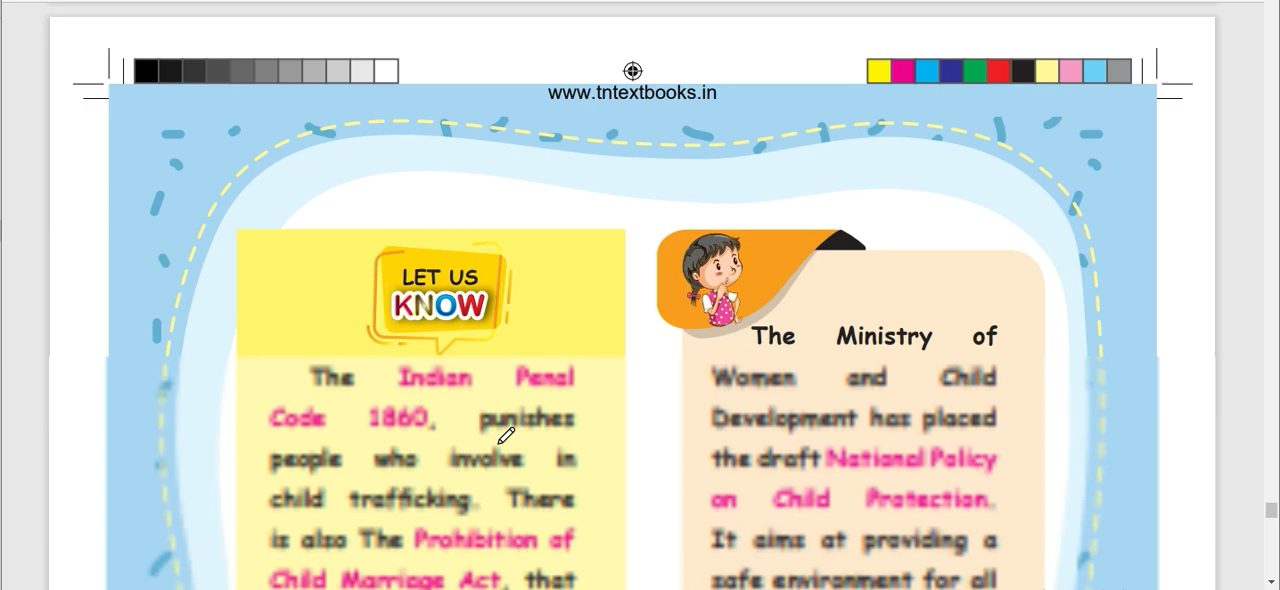 www.tntextbooks.in
LET US
KNOW
The Indian Penal
Code 1860, punishes
people who involve in
child trafficking. There
is also The Prohibition of
Child Marriage Act, that
The Ministry of
Women and Child
Development has placed
the draft National Policy
on Child Protection.
It aims at providing a
safe environment for all